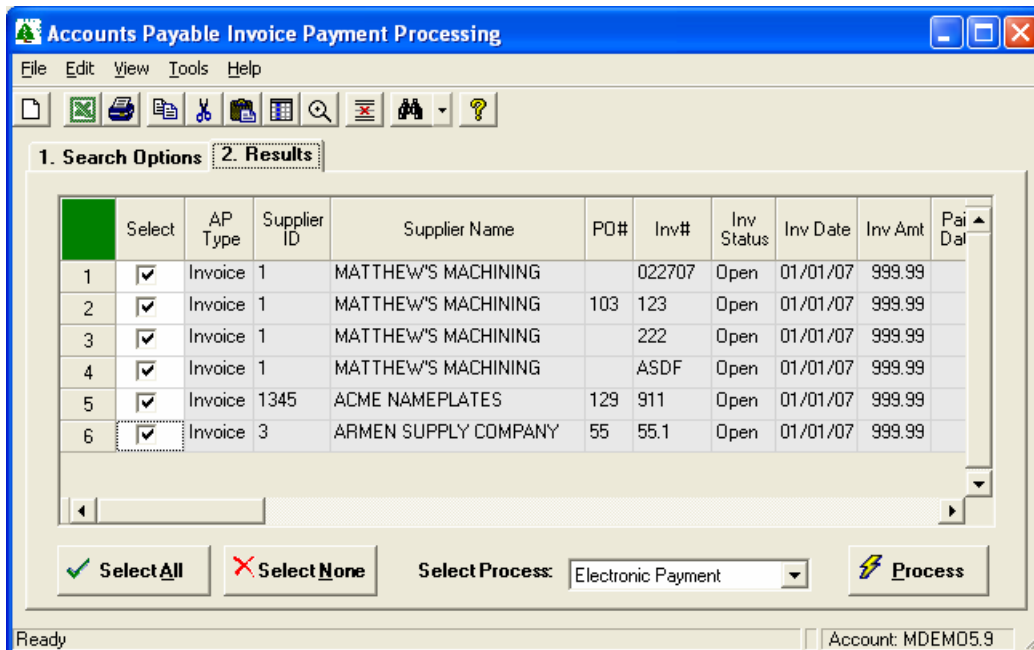 Accounts Payable Invoice Payment Processing
File Edit View Tools Help
1. Search Options 2. Results
Select AP Type Supplier ID Supplier Name PO# Inv# Inv Status Inv Date Inv Amt Pai Dat
1 Invoice 1 MATTHEW'S MACHINING 022707 Open 01/01/07 999.99
2 Invoice 1 MATTHEW'S MACHINING 103 123 Open 01/01/07 999.99
3 Invoice 1 MATTHEW'S MACHINING 222 Open 01/01/07 999.99
4 Invoice 1 MATTHEW'S MACHINING ASDF Open 01/01/07 999.99
5 Invoice 1345 ACME NAMEPLATES 129 911 Open 01/01/07 999.99
6 Invoice 3 ARMEN SUPPLY COMPANY 55 55.1 Open 01/01/07 999.99
Select All Select None Select Process: Electronic Payment Process
Ready Account: MDEMO5.9